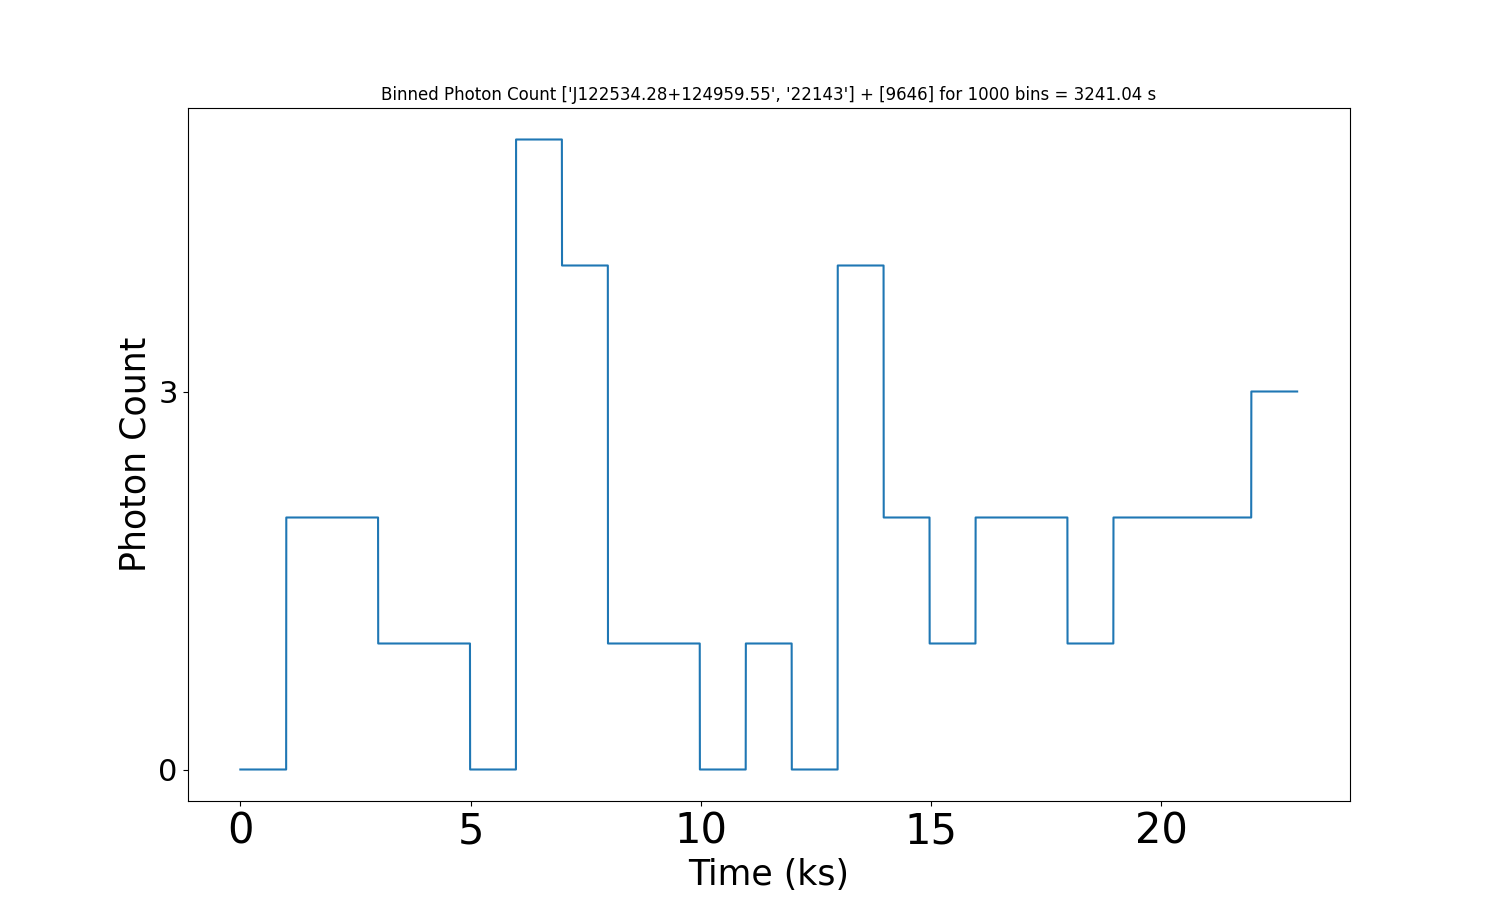 Binned Photon Count ['J122534.28+124959.55', '22143'] + [9646] for 1000 bins = 3241.04 s
Photon Count
3
0
0 5 10 15 20
Time (ks)